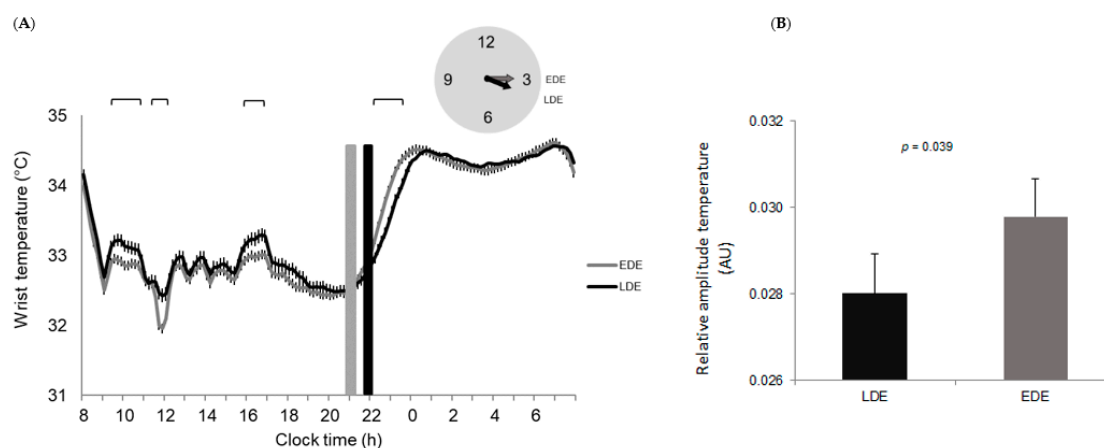 (A)
12
9
3
6
EDE
LDE
35
34
33
32
31
Wrist temperature (°C)
8 10 12 14 16 18 20 22 0 2 4 6
Clock time (h)
EDE
LDE
(B)
0.032
0.030
0.028
0.026
Relative amplitude temperature
(AU)
p = 0.039
LDE EDE